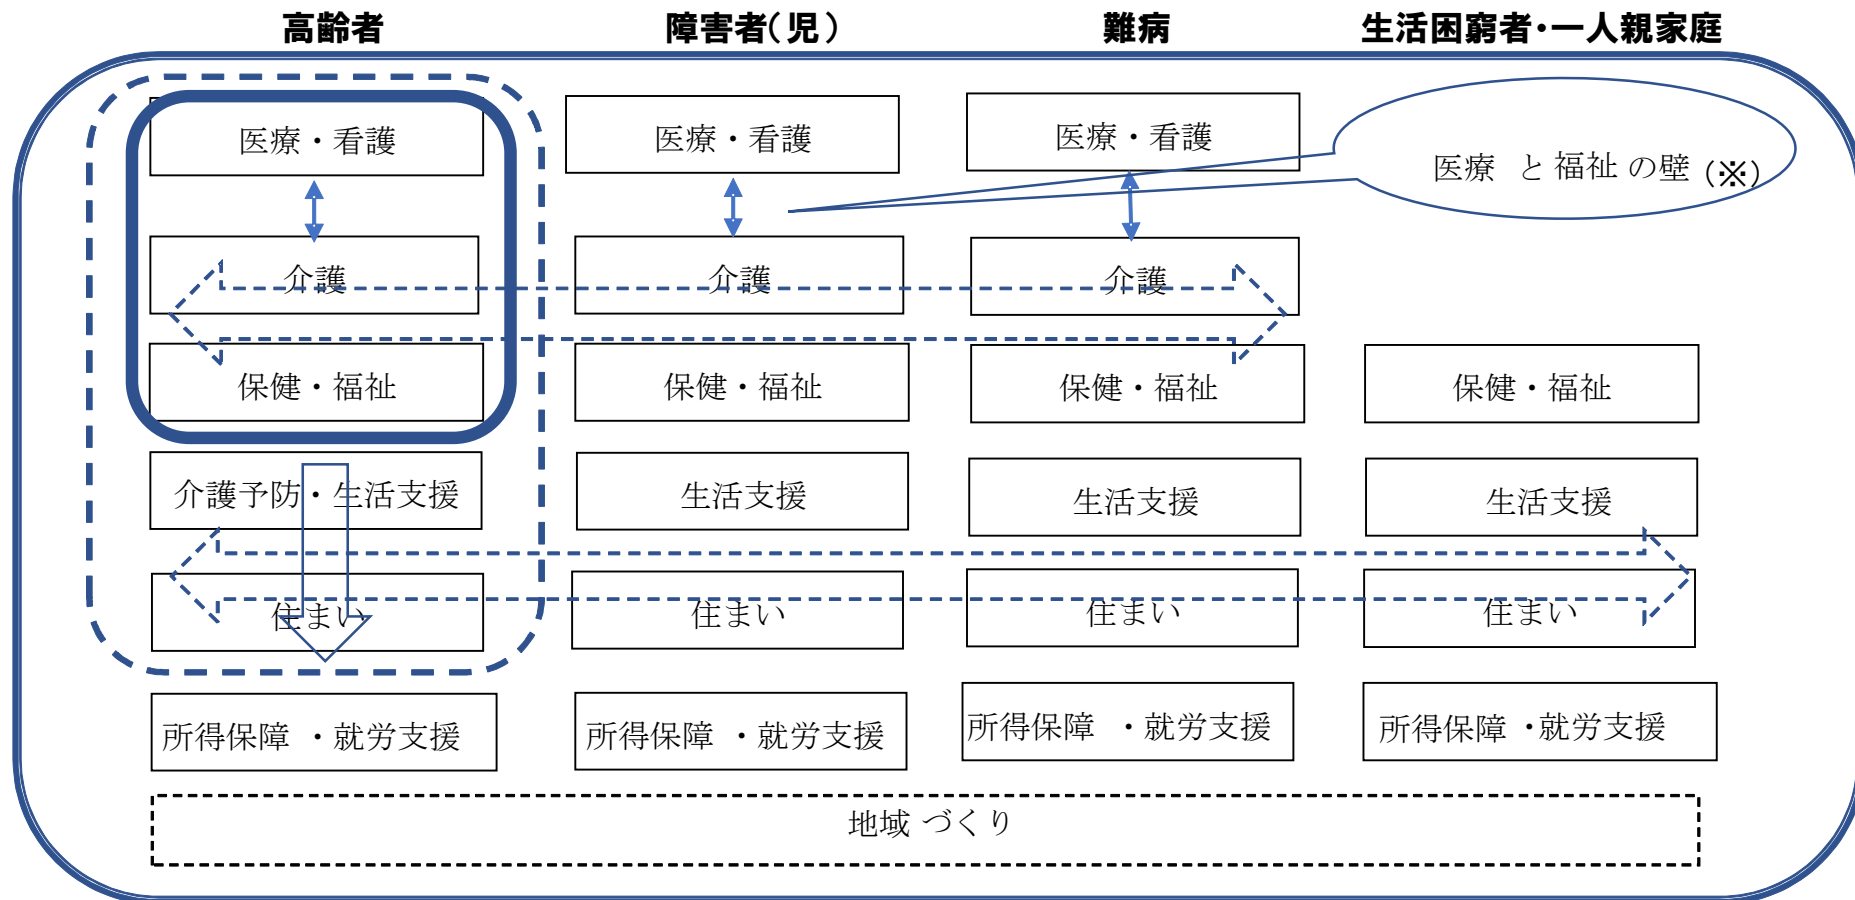 高齢者 障害者(児) 難病 生活困窮者・一人親家庭
医療・看護 医療・看護 医療・看護
医療 と 福祉 の壁 (※)
介護 介護 介護
保健・福祉 保健・福祉 保健・福祉 保健・福祉
介護予防・生活支援 生活支援 生活支援 生活支援
住まい 住まい 住まい 住まい
所得保障 ・就労支援 所得保障 ・就労支援 所得保障 ・就労支援 所得保障 ・就労支援
地域 づくり